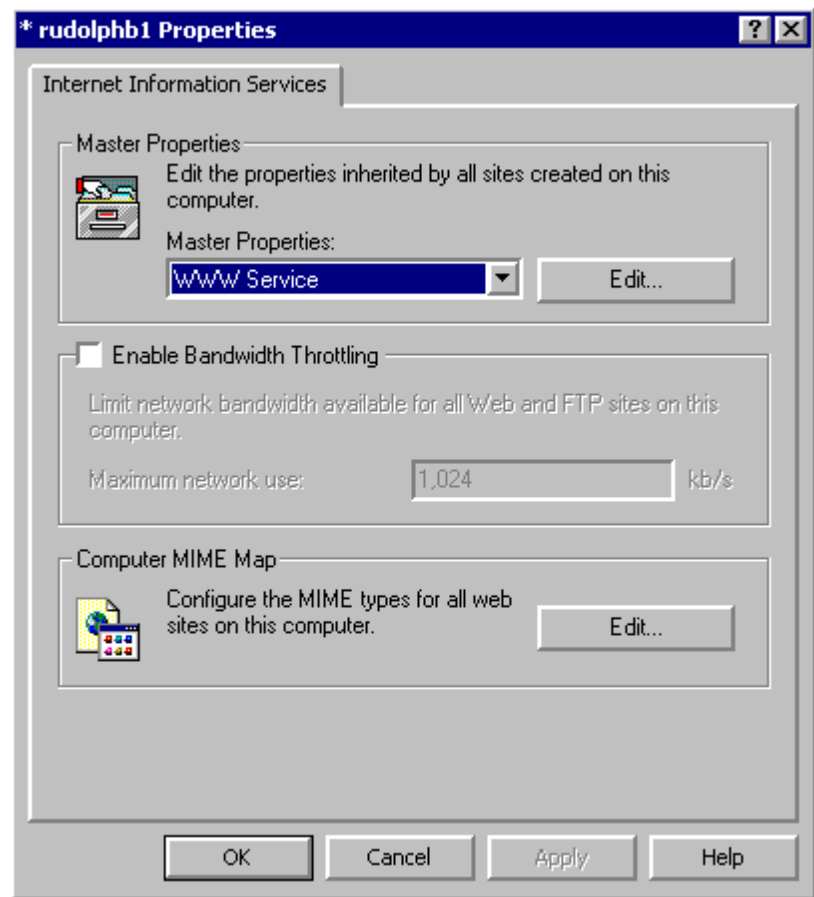 * rudolphb1 Properties
Internet Information Services
Master Properties
Edit the properties inherited by all sites created on this
computer.
Master Properties:
WWW Service
Edit...
Enable Bandwidth Throttling
Limit network bandwidth available for all Web and FTP sites on this
computer.
Maximum network use:
1,024
kb/s
Computer MIME Map
Configure the MIME types for all web
sites on this computer.
Edit...
OK
Cancel
Apply
Help